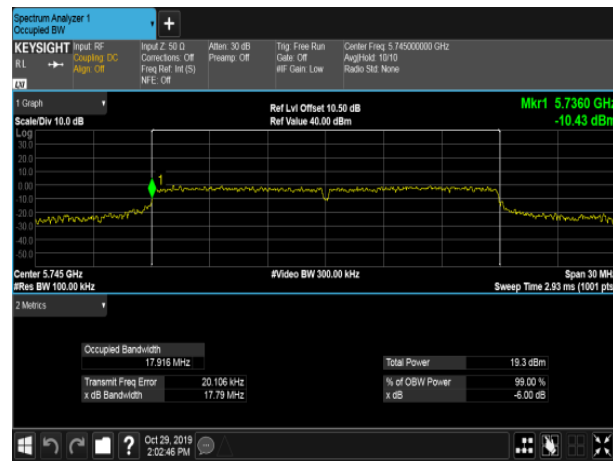 Spectrum Analyzer 1
Occupied BW
+
KEYSIGHT
RL
LXI
Input: RF
Coupling: DC
Align: Off
Input Z: 50 Ω
Corrections: Off
Freq Ref: Int (S)
NFE: Off
Atten: 30 dB
Preamp: Off
Trig: Free Run
Gate: Off
#IF Gain: Low
Center Freq: 5.745000000 GHz
Avg|Hold: 10/10
Radio Std: None
1 Graph
Scale/Div 10.0 dB
Ref Lvl Offset 10.50 dB
Ref Value 40.00 dBm
Mkr1 5.7360 GHz
-10.43 dBm
Log
30.0
20.0
10.0
0.00
-10.0
-20.0
-30.0
-40.0
-50.0
1
Center 5.745 GHz
#Res BW 100.00 kHz
#Video BW 300.00 kHz
Span 30 MHz
Sweep Time 2.93 ms (1001 pts)
2 Metrics
Occupied Bandwidth
17.916 MHz
Transmit Freq Error 20.106 kHz
x dB Bandwidth 17.79 MHz
Total Power 19.3 dBm
% of OBW Power 99.00 %
x dB -6.00 dB
?
Oct 29, 2019
2:02:46 PM